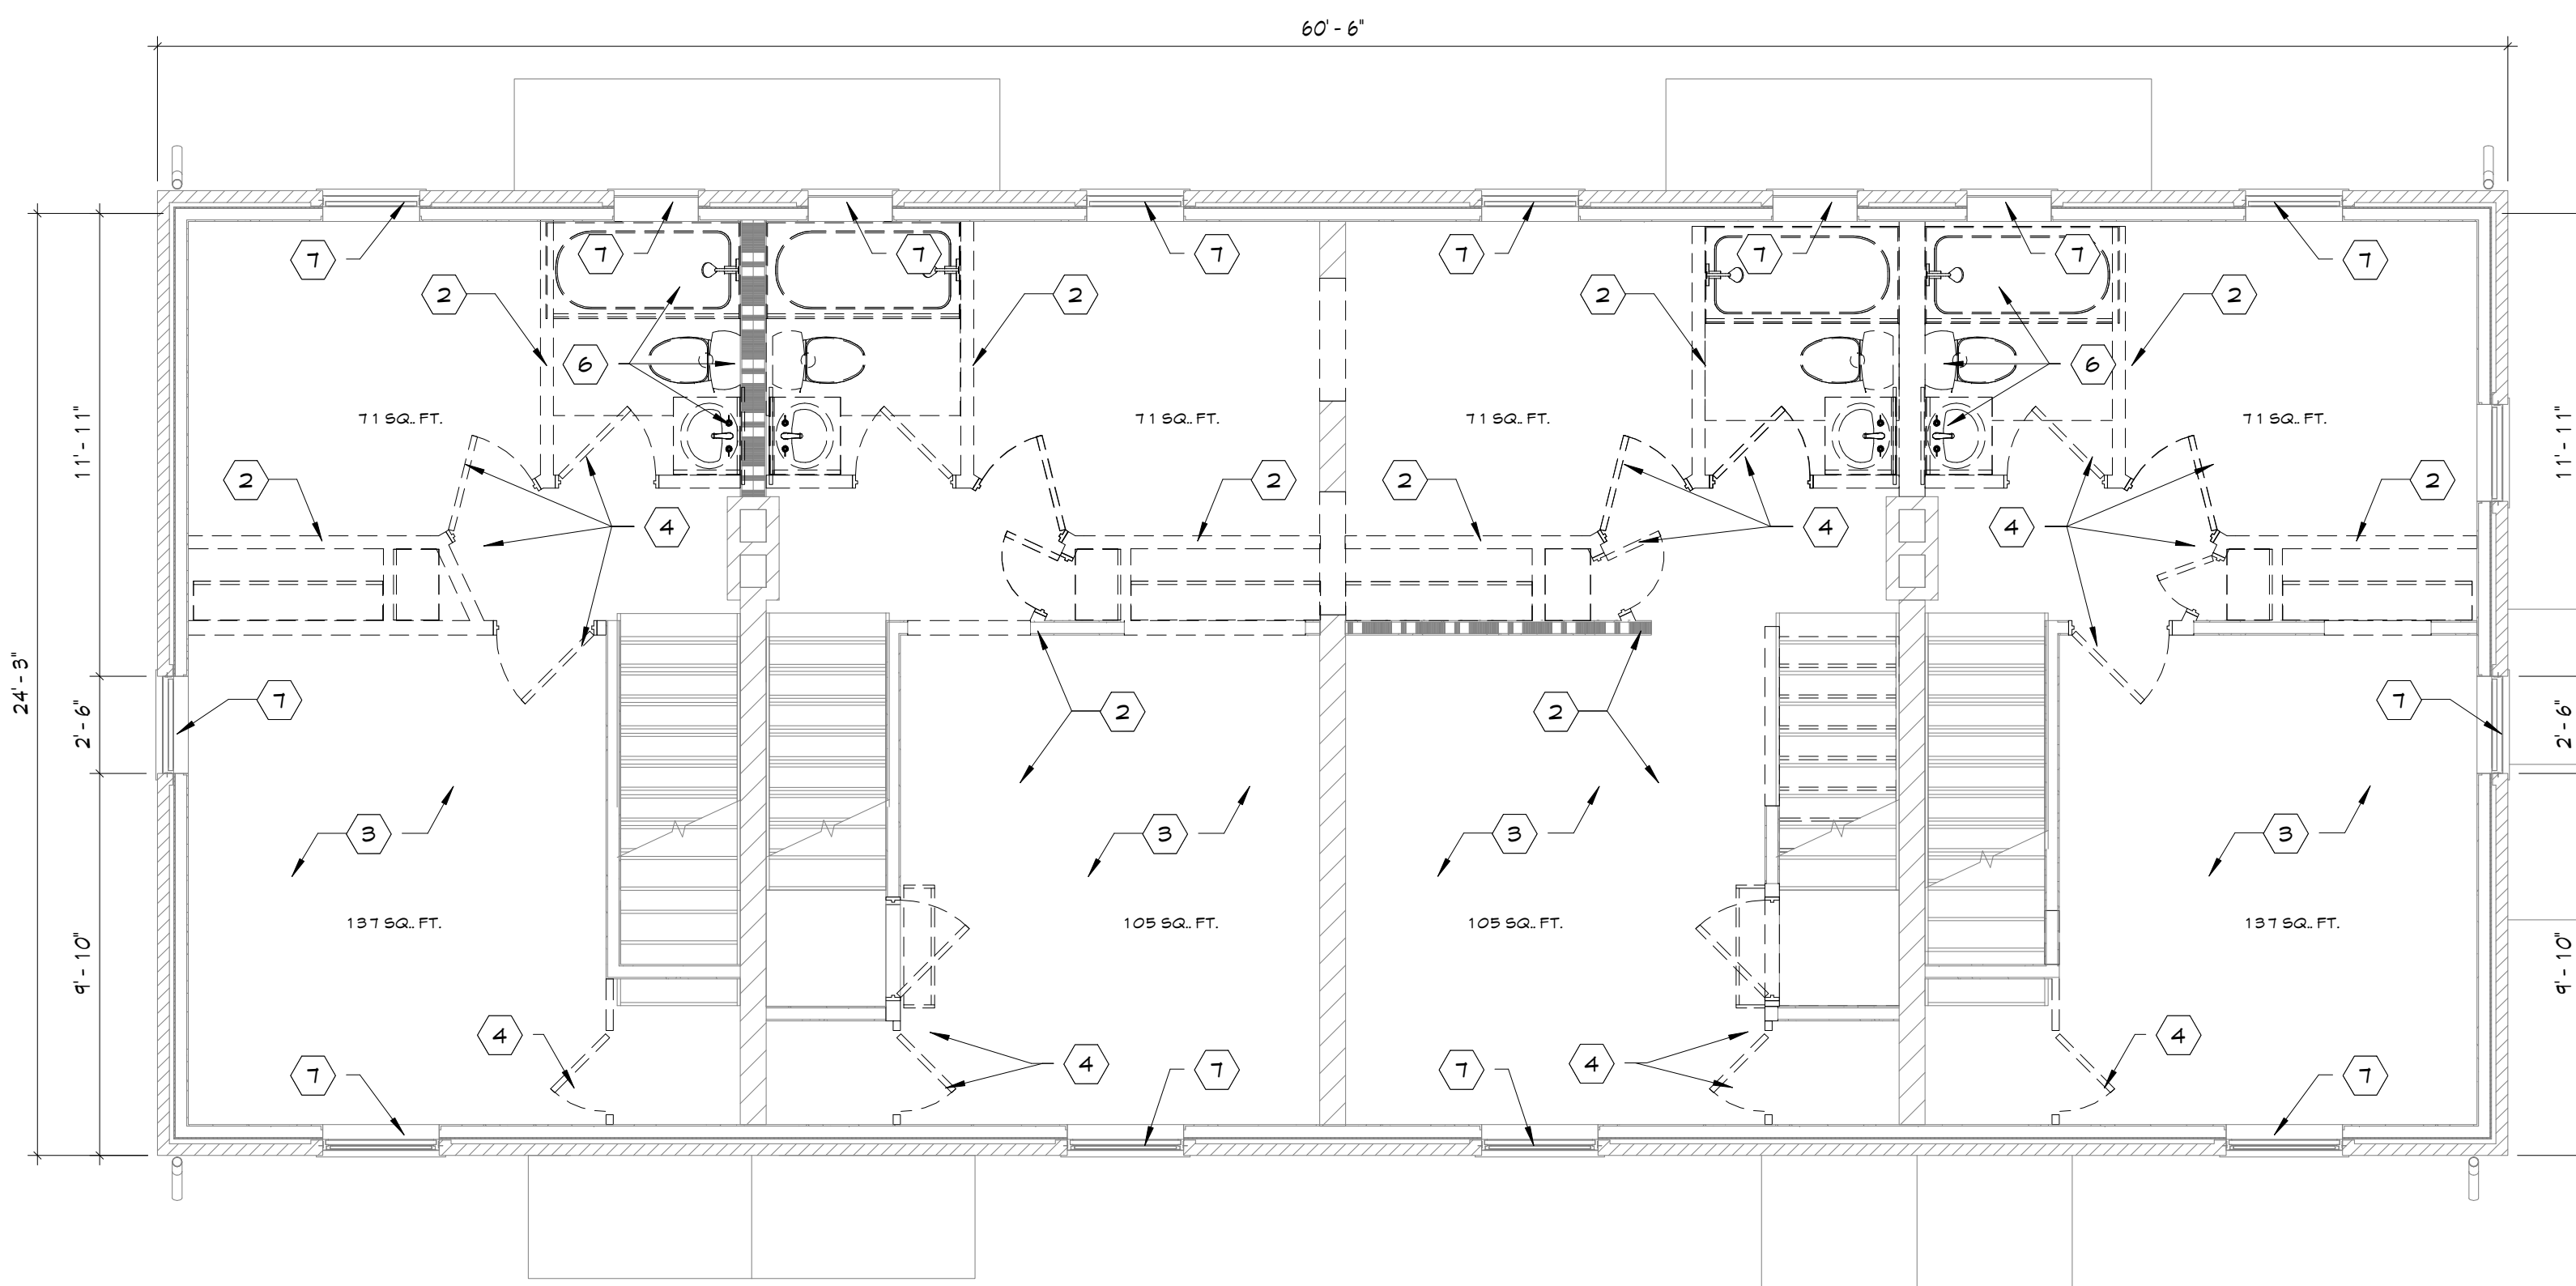 60' - 6"
7 7 7 7 7 7 7 7
2 2 2 2
6 6
71 SQ.. FT. 71 SQ.. FT. 71 SQ.. FT. 71 SQ.. FT.
11' - 11" 11' - 11"
2 2 2 2
4 4 4
24' - 3"
2' - 6" 7 2 2 7 2' - 6"
3 3 3 3
137 SQ.. FT. 105 SQ.. FT. 105 SQ.. FT. 137 SQ.. FT.
9' - 10" 9' - 10"
4 4 4 4
7 7 7 7